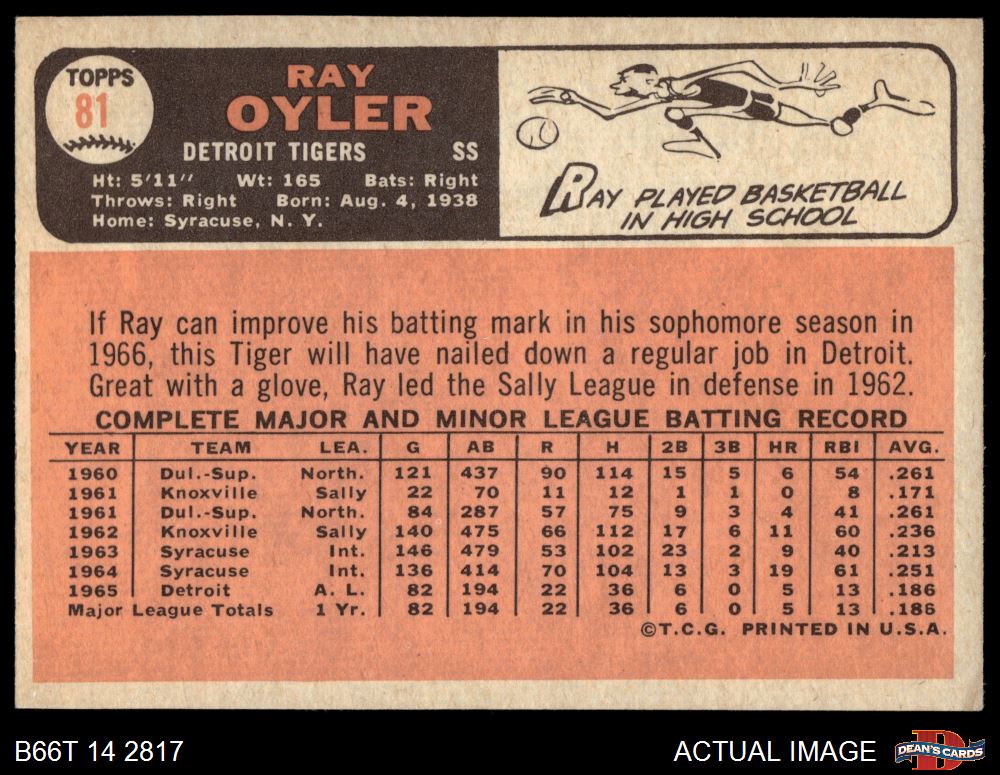 TOPPS
81
RAY
OYLER
DETROIT TIGERS SS
Ht: 5'11" Wt: 165 Bats: Right
Throws: Right Born: Aug. 4, 1938
Home: Syracuse, N. Y.
RAY PLAYED BASKETBALL
IN HIGH SCHOOL
If Ray can improve his batting mark in his sophomore season in
1966, this Tiger will have nailed down a regular job in Detroit.
Great with a glove, Ray led the Sally League in defense in 1962.
COMPLETE MAJOR AND MINOR LEAGUE BATTING RECORD
YEAR TEAM LEA. G AB R H 2B 3B HR RBI AVG.
1960 Dul.-Sup. North. 121 437 90 114 15 5 6 54 .261
1961 Knoxville Sally 22 70 11 12 1 1 0 8 .171
1961 Dul.-Sup. North. 84 287 57 75 9 3 4 41 .261
1962 Knoxville Sally 140 475 66 112 17 6 11 60 .236
1963 Syracuse Int. 146 479 53 102 23 2 9 40 .213
1964 Syracuse Int. 136 414 70 104 13 3 19 61 .251
1965 Detroit A. L. 82 194 22 36 6 0 5 13 .186
Major League Totals 1 Yr. 82 194 22 36 6 0 5 13 .186
©T.C.G. PRINTED IN U.S.A.
B66T 14 2817 ACTUAL IMAGE
DEAN'S CARDS